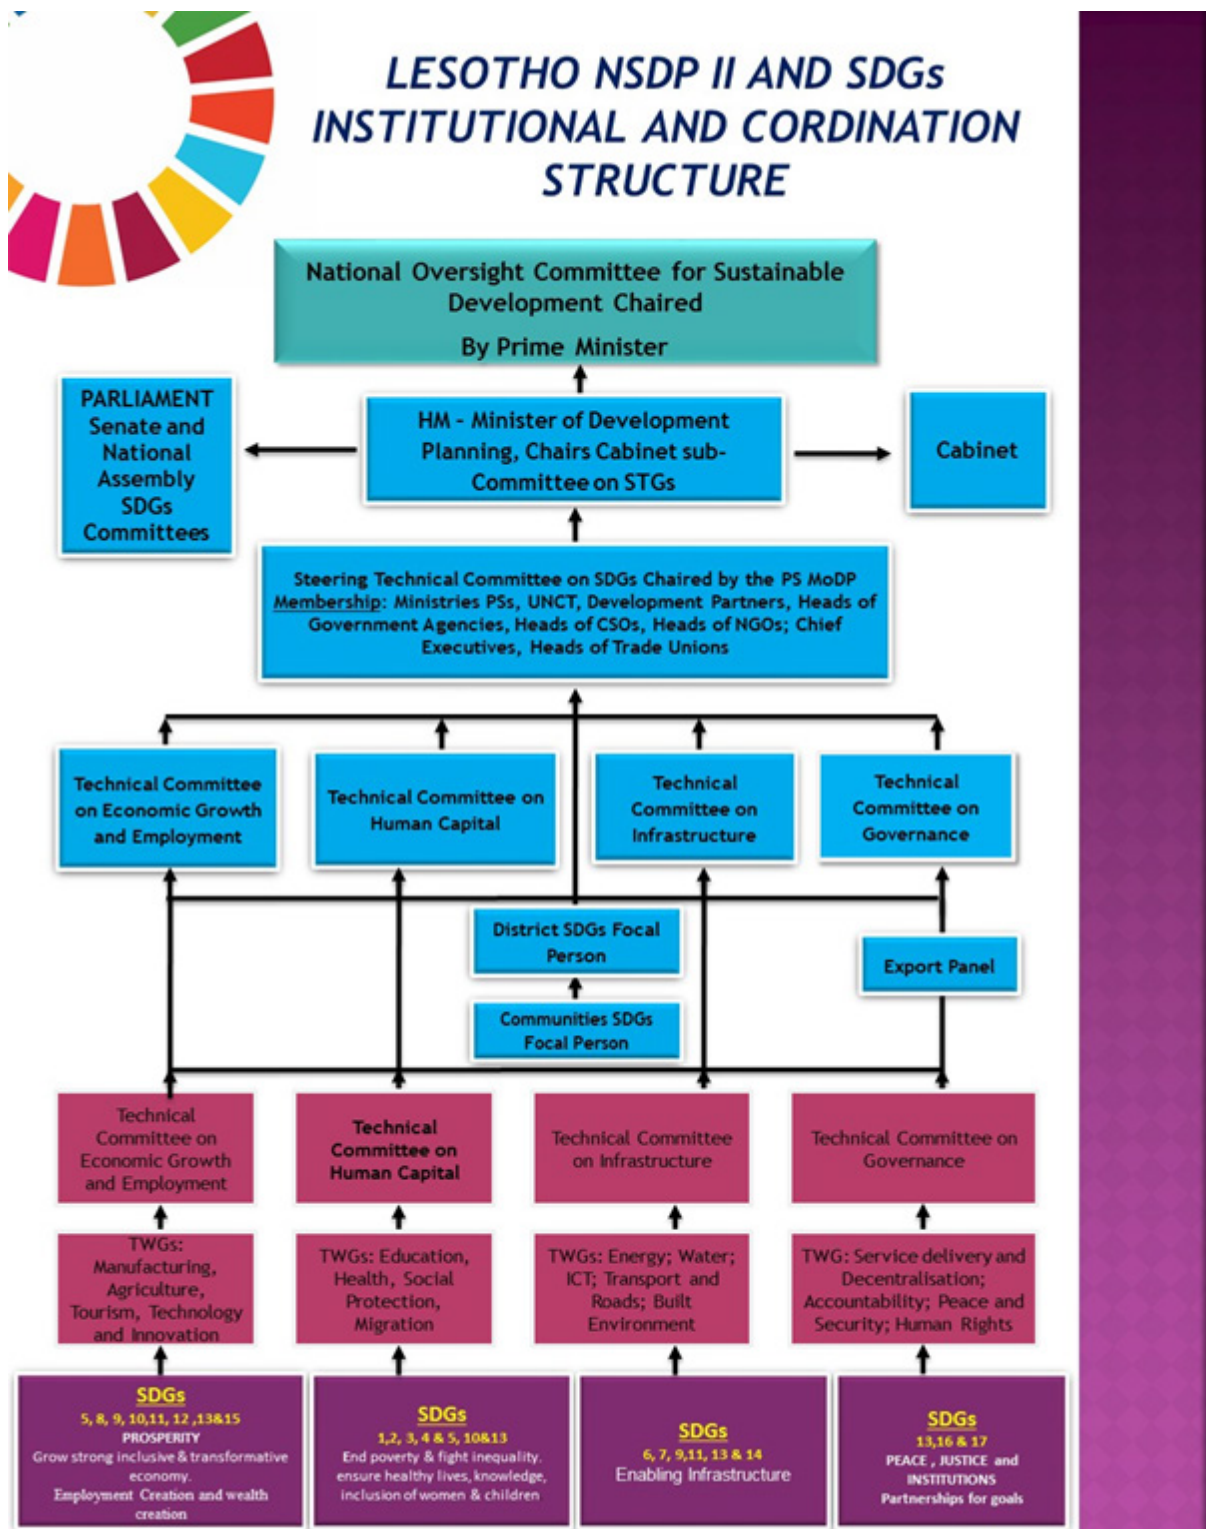 LESOTHO NSDP II AND SDGs
INSTITUTIONAL AND CORDINATION
STRUCTURE
National Oversight Committee for Sustainable
Development Chaired
By Prime Minister
PARLIAMENT
Senate and
National
Assembly
SDGs
Committees
HM - Minister of Development
Planning, Chairs Cabinet sub-
Committee on STGs
Cabinet
Steering Technical Committee on SDGs Chaired by the PS MoDP
Membership: Ministries PSs, UNCT, Development Partners, Heads of
Government Agencies, Heads of CSOs, Heads of NGOs; Chief
Executives, Heads of Trade Unions
Technical Committee
on Economic Growth
and Employment
Technical Committee on
Human Capital
Technical
Committee on
Infrastructure
Technical
Committee on
Governance
District SDGs Focal
Person
Export Panel
Communities SDGs
Focal Person
Technical
Committee on
Economic Growth
and Employment
Technical
Committee on
Human Capital
Technical Committee
on Infrastructure
Technical Committee on
Governance
TWGs:
Manufacturing,
Agriculture,
Tourism, Technology
and Innovation
TWGs: Education,
Health, Social
Protection,
Migration
TWGs: Energy; Water;
ICT; Transport and
Roads; Built
Environment
TWG: Service delivery and
Decentralisation;
Accountability; Peace and
Security; Human Rights
SDGs
5, 8, 9, 10,11, 12 ,13&15
PROSPERITY
Grow strong inclusive & transformative
economy.
Employment Creation and wealth
creation
SDGs
1,2, 3, 4 & 5, 10&13
End poverty & fight inequality.
ensure healthy lives, knowledge,
inclusion of women & children
SDGs
6, 7, 9,11, 13 & 14
Enabling Infrastructure
SDGs
13,16 & 17
PEACE , JUSTICE and
INSTITUTIONS
Partnerships for goals